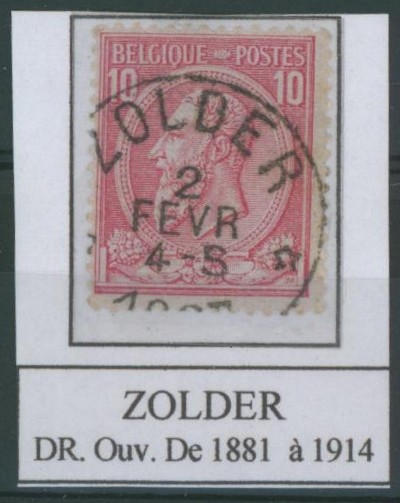 BELGIQUE POSTES
10 10
ZOLDER
2
FEVR
4-S
ZOLDER
DR. Ouv. De 1881 à 1914